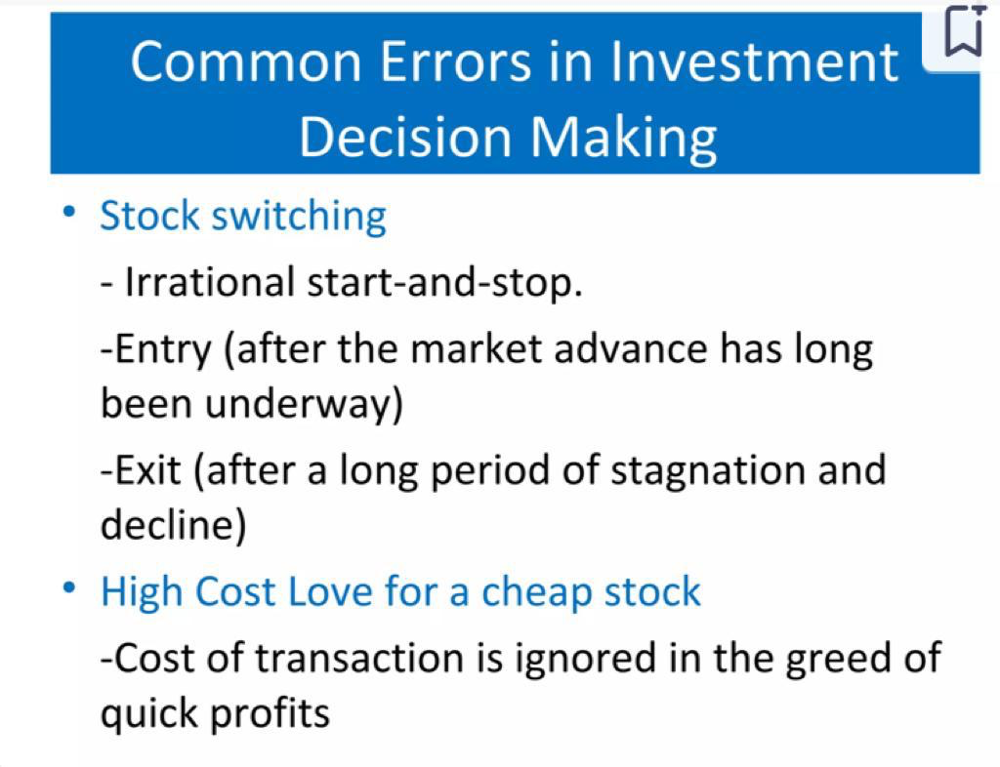 Common Errors in Investment
Decision Making
• Stock switching
- Irrational start-and-stop.
-Entry (after the market advance has long
been underway)
-Exit (after a long period of stagnation and
decline)
• High Cost Love for a cheap stock
-Cost of transaction is ignored in the greed of
quick profits